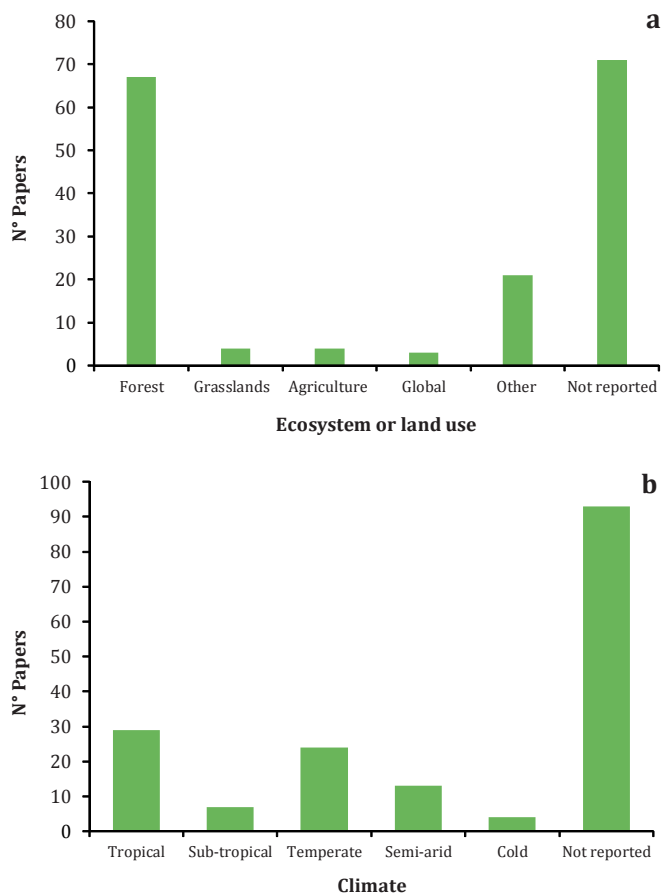 a
80
70
60
50
40
30
20
10
0
N° Papers
Forest Grasslands Agriculture Global Other Not reported
Ecosystem or land use
b
100
90
80
70
60
50
40
30
20
10
0
N° Papers
Tropical Sub-tropical Temperate Semi-arid Cold Not reported
Climate